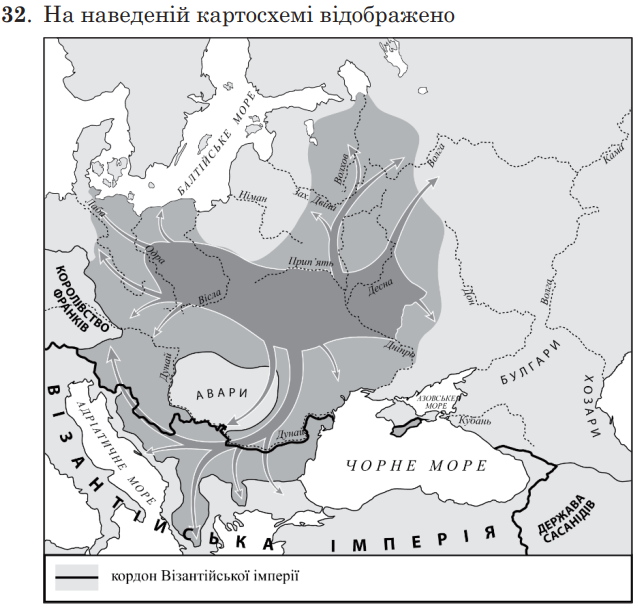 32. На наведеній картосхемі відображено
БАЛТІЙСЬКЕ МОРЕ
Волхов
Волга
Кама
Зах. Двіна
Німан
Лаба
Одра
Прип'ять
Десна
Вісла
Дон
Волга
КОРОЛІВСТВО
ФРАНКІВ
Дніпро
Дунай
АВАРИ
БУЛГАРИ
ХОЗАРИ
АЗОВСЬКЕ
МОРЕ
Кубань
Дунай
АДРІАТИЧНЕ МОРЕ
ЧОРНЕ МОРЕ
ВІЗАНТІЙСЬКА ІМПЕРІЯ
ДЕРЖАВА
САСАНІДІВ
кордон Візантійської імперії